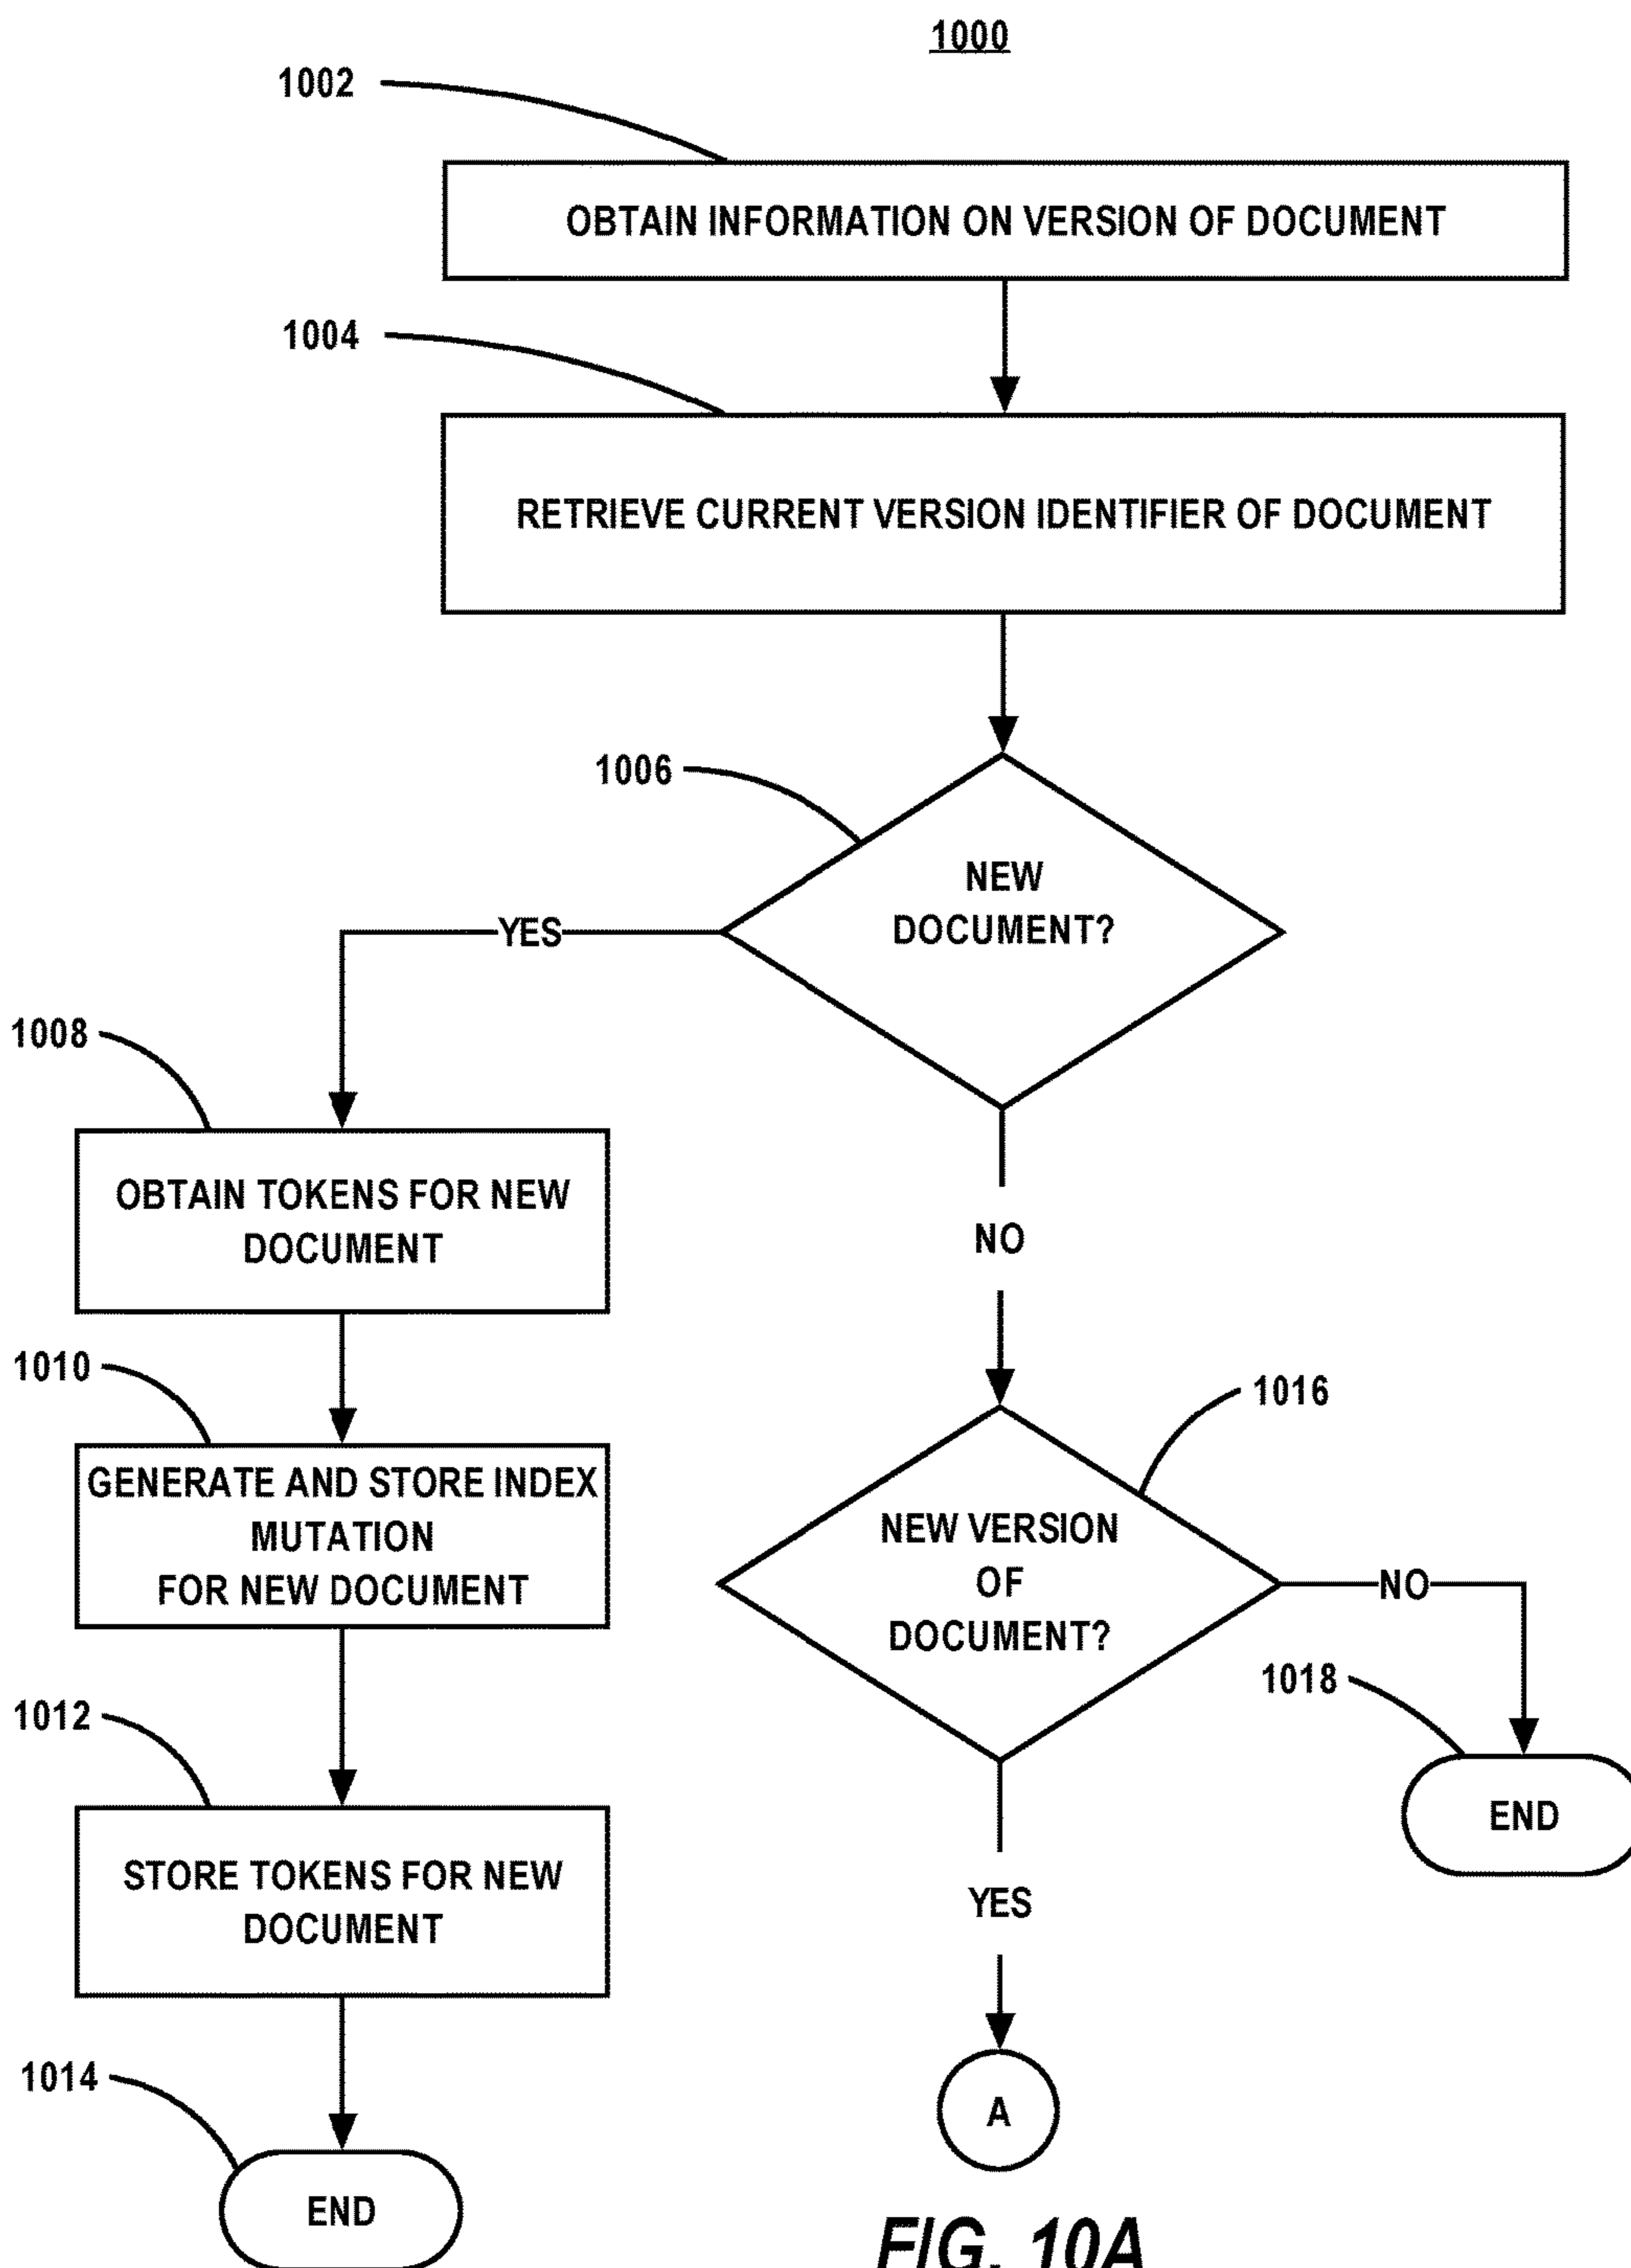 1000
1002
OBTAIN INFORMATION ON VERSION OF DOCUMENT
1004
RETRIEVE CURRENT VERSION IDENTIFIER OF DOCUMENT
1006
NEW
DOCUMENT?
YES
1008
OBTAIN TOKENS FOR NEW
DOCUMENT
NO
1010
GENERATE AND STORE INDEX
MUTATION
FOR NEW DOCUMENT
1016
NEW VERSION
OF
DOCUMENT?
NO
1018
END
1012
STORE TOKENS FOR NEW
DOCUMENT
YES
1014
END
A
FIG. 10A